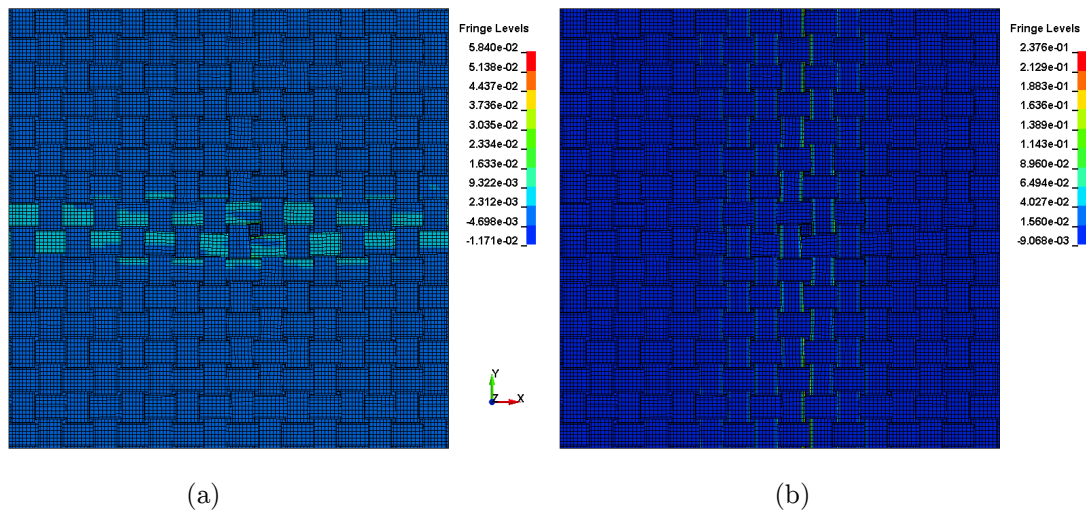 Fringe Levels
5.840e-02
5.138e-02
4.437e-02
3.736e-02
3.035e-02
2.334e-02
1.633e-02
9.322e-03
2.312e-03
-4.698e-03
-1.171e-02
Y
Z
X
Fringe Levels
2.376e-01
2.129e-01
1.883e-01
1.636e-01
1.389e-01
1.143e-01
8.960e-02
6.494e-02
4.027e-02
1.560e-02
-9.068e-03
(a)
(b)